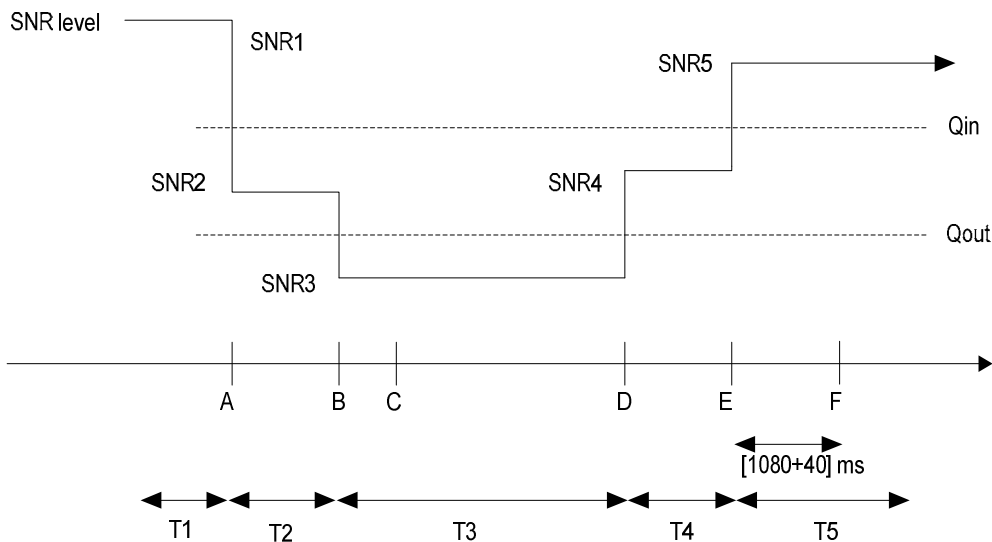 SNR level
SNR1
SNR5
Qin
SNR2
SNR4
Qout
SNR3
A
B
C
D
E
F
[1080+40] ms
T1
T2
T3
T4
T5